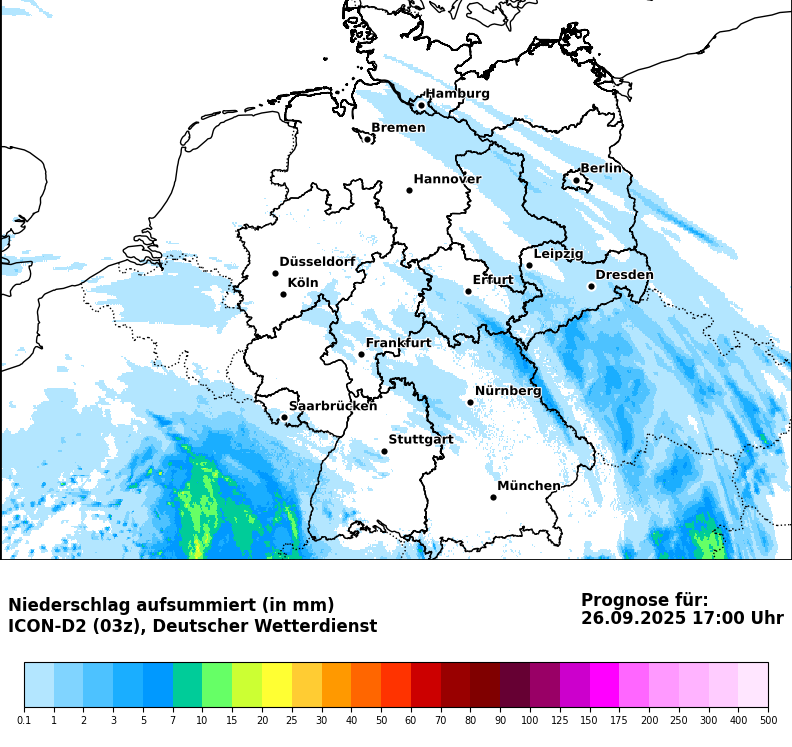 Hamburg
Bremen
Berlin
Hannover
Leipzig
Düsseldorf
Dresden
Erfurt
Köln
Frankfurt
Nürnberg
Saarbrücken
Stuttgart
München
Niederschlag aufsummiert (in mm)
ICON-D2 (03z), Deutscher Wetterdienst
Prognose für:
26.09.2025 17:00 Uhr
0.1 1 2 3 5 7 10 15 20 25 30 40 50 60 70 80 90 100 125 150 175 200 250 300 400 500